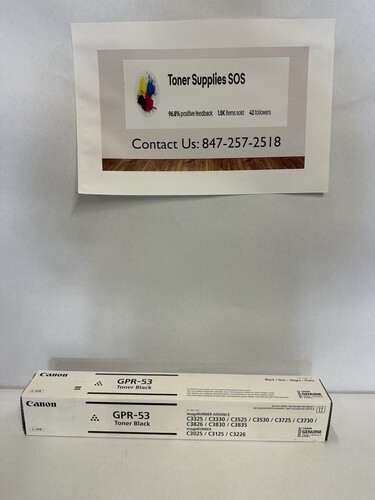 Toner Supplies SOS
96.8% positive feedback 1.5K items sold 42 followers
Contact Us: 847-257-2518
Canon
GPR-53
Toner Black
Canon
GPR-53
Toner Black
imageRUNNER ADVANCE
C3325 / C3330 / C3525 / C3530 / C3725 / C3730 /
C3826 / C3830 / C3835
imageRUNNER
C3025 / C3125 / C3226
GENUINE